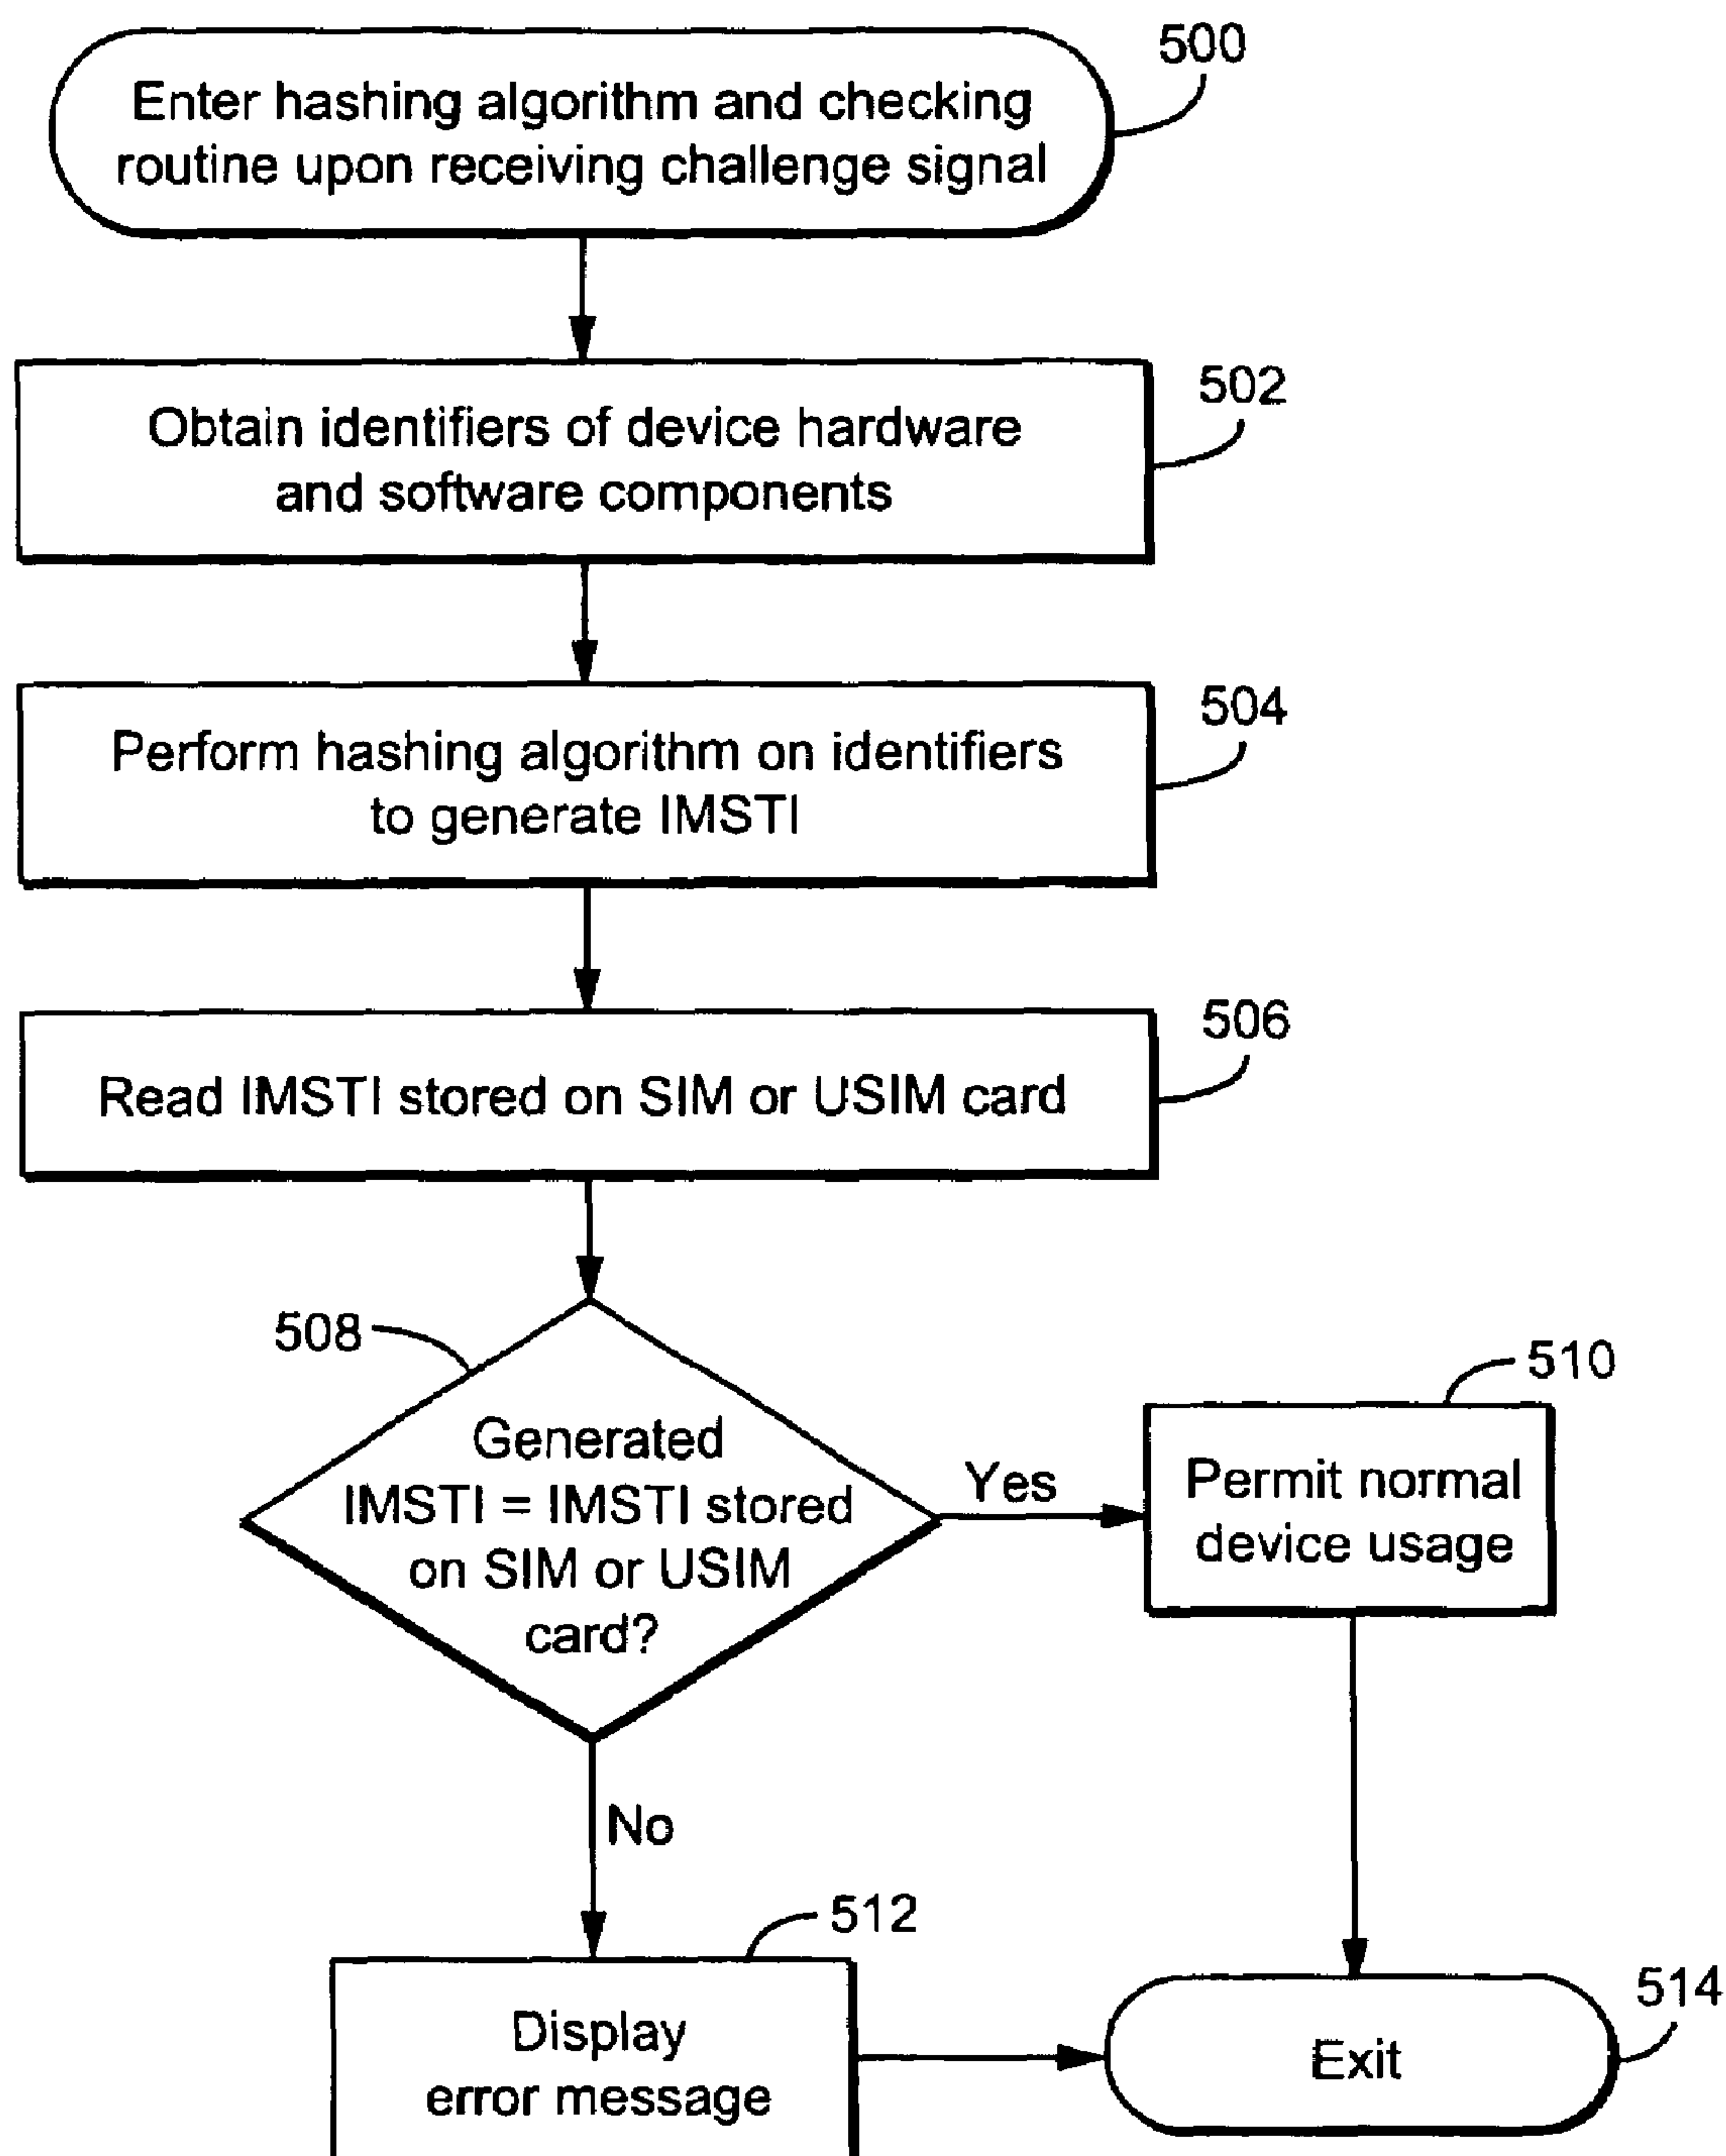 500
Enter hashing algorithm and checking
routine upon receiving challenge signal
502
Obtain identifiers of device hardware
and software components
504
Perform hashing algorithm on identifiers
to generate IMSTI
506
Read IMSTI stored on SIM or USIM card
508
Generated
IMSTI = IMSTI stored
on SIM or USIM
card?
Yes
510
Permit normal
device usage
No
512
Display
error message
514
Exit